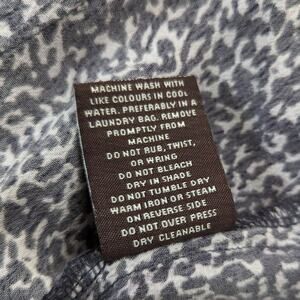 MACHINE WASH WITH
LIKE COLOURS IN COOL
WATER. PREFERABLY IN A
LAUNDRY BAG. REMOVE
PROMPTLY FROM
MACHINE
DO NOT RUB, TWIST,
OR WRING
DO NOT BLEACH
DRY IN SHADE
DO NOT TUMBLE DRY
WARM IRON OR STEAM
ON REVERSE SIDE
DO NOT OVER PRESS
DRY CLEANABLE